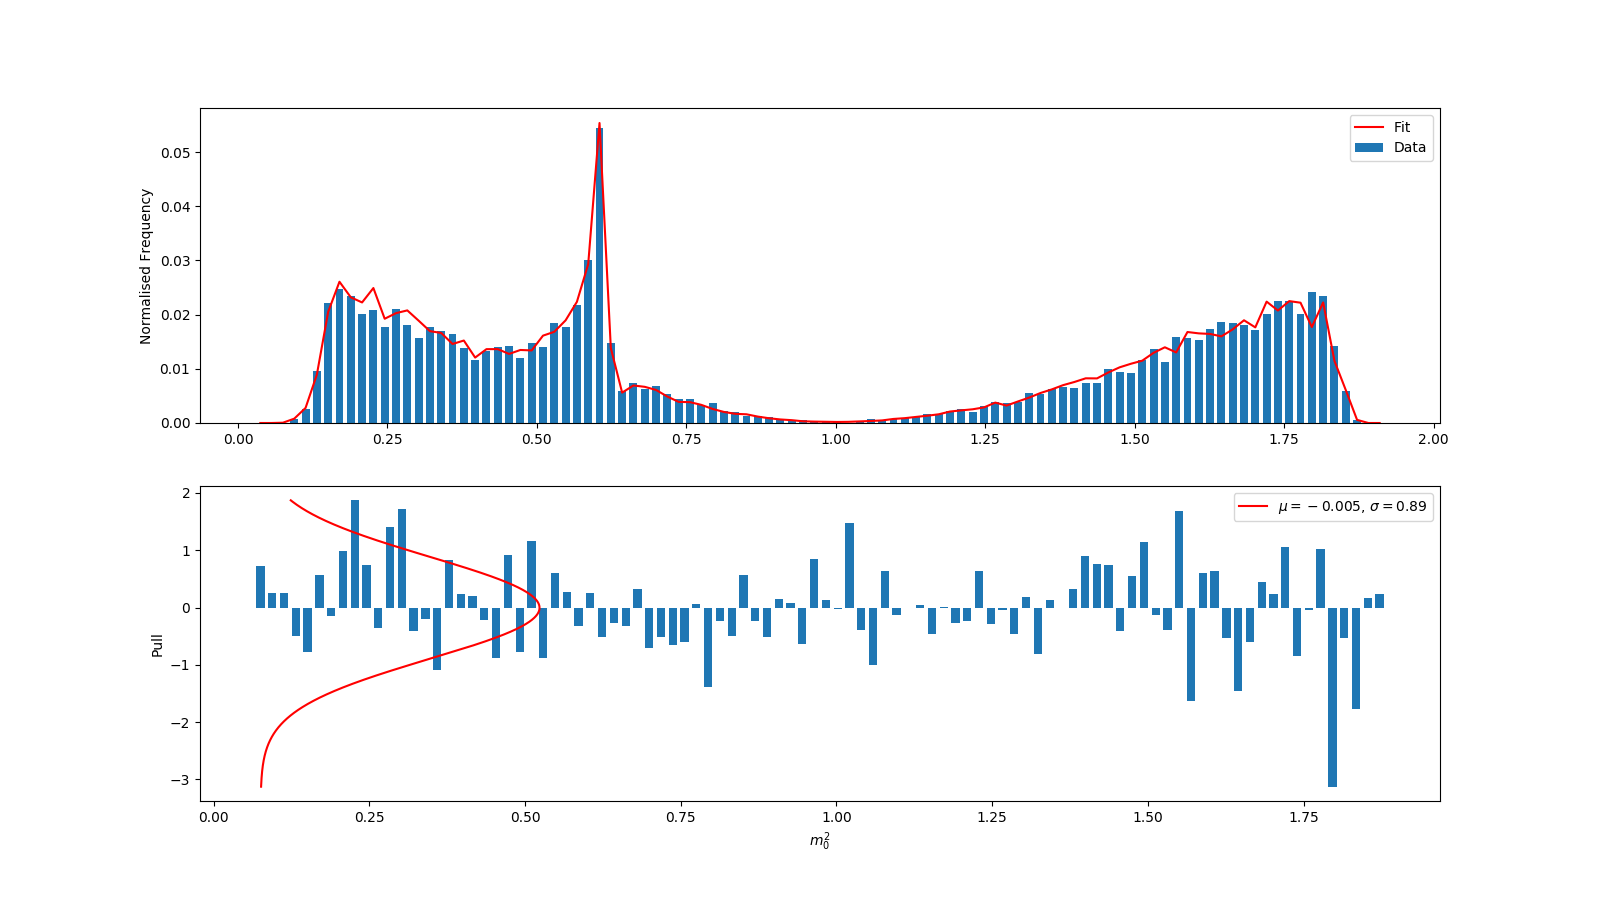 Normalised Frequency
0.05
0.04
0.03
0.02
0.01
0.00
Fit
Data
0.00 0.25 0.50 0.75 1.00 1.25 1.50 1.75 2.00
Pull
2
1
0
−1
−2
−3
μ = −0.005, σ = 0.89
0.00 0.25 0.50 0.75 1.00 1.25 1.50 1.75
m₀²